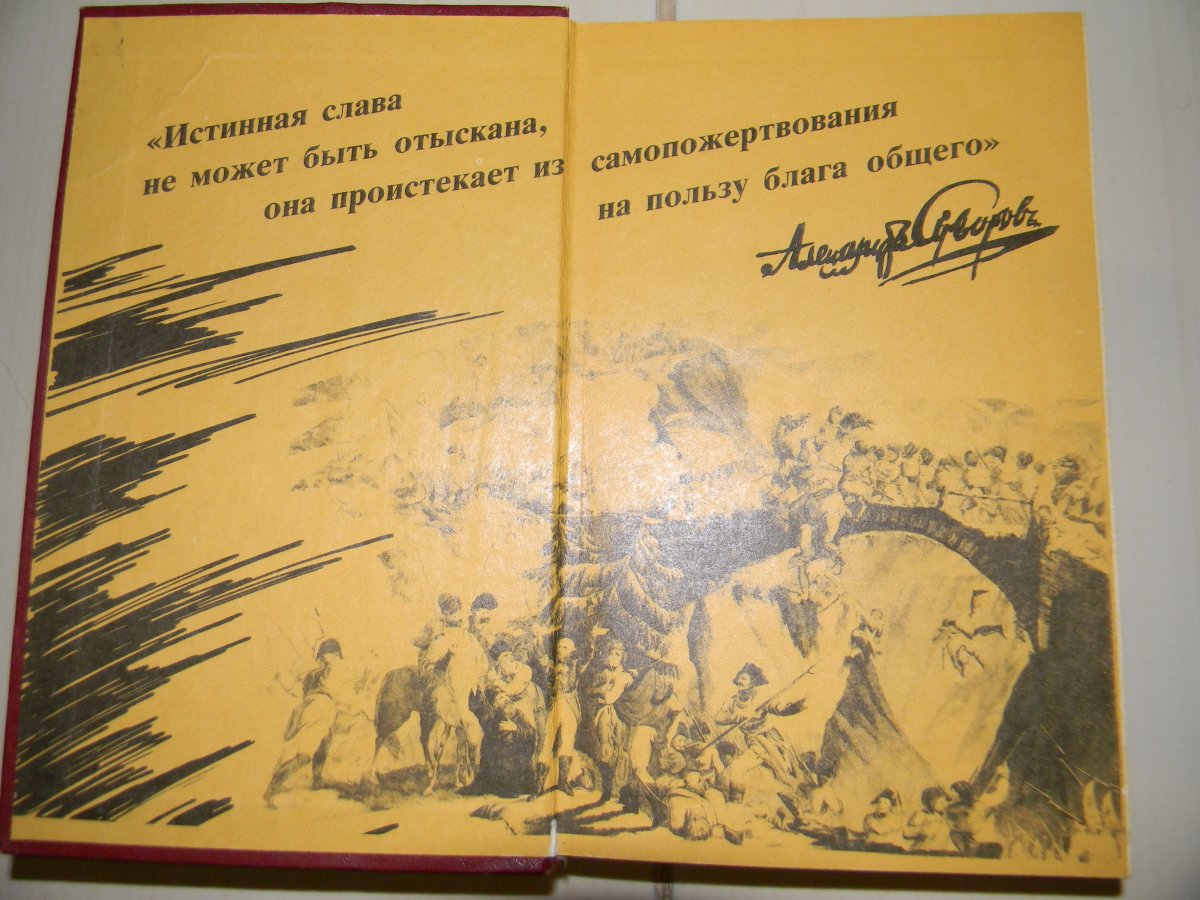 «Истинная слава
не может быть отыскана,
она проистекает из самопожертвования
на пользу блага общего»
Александръ Суворовъ